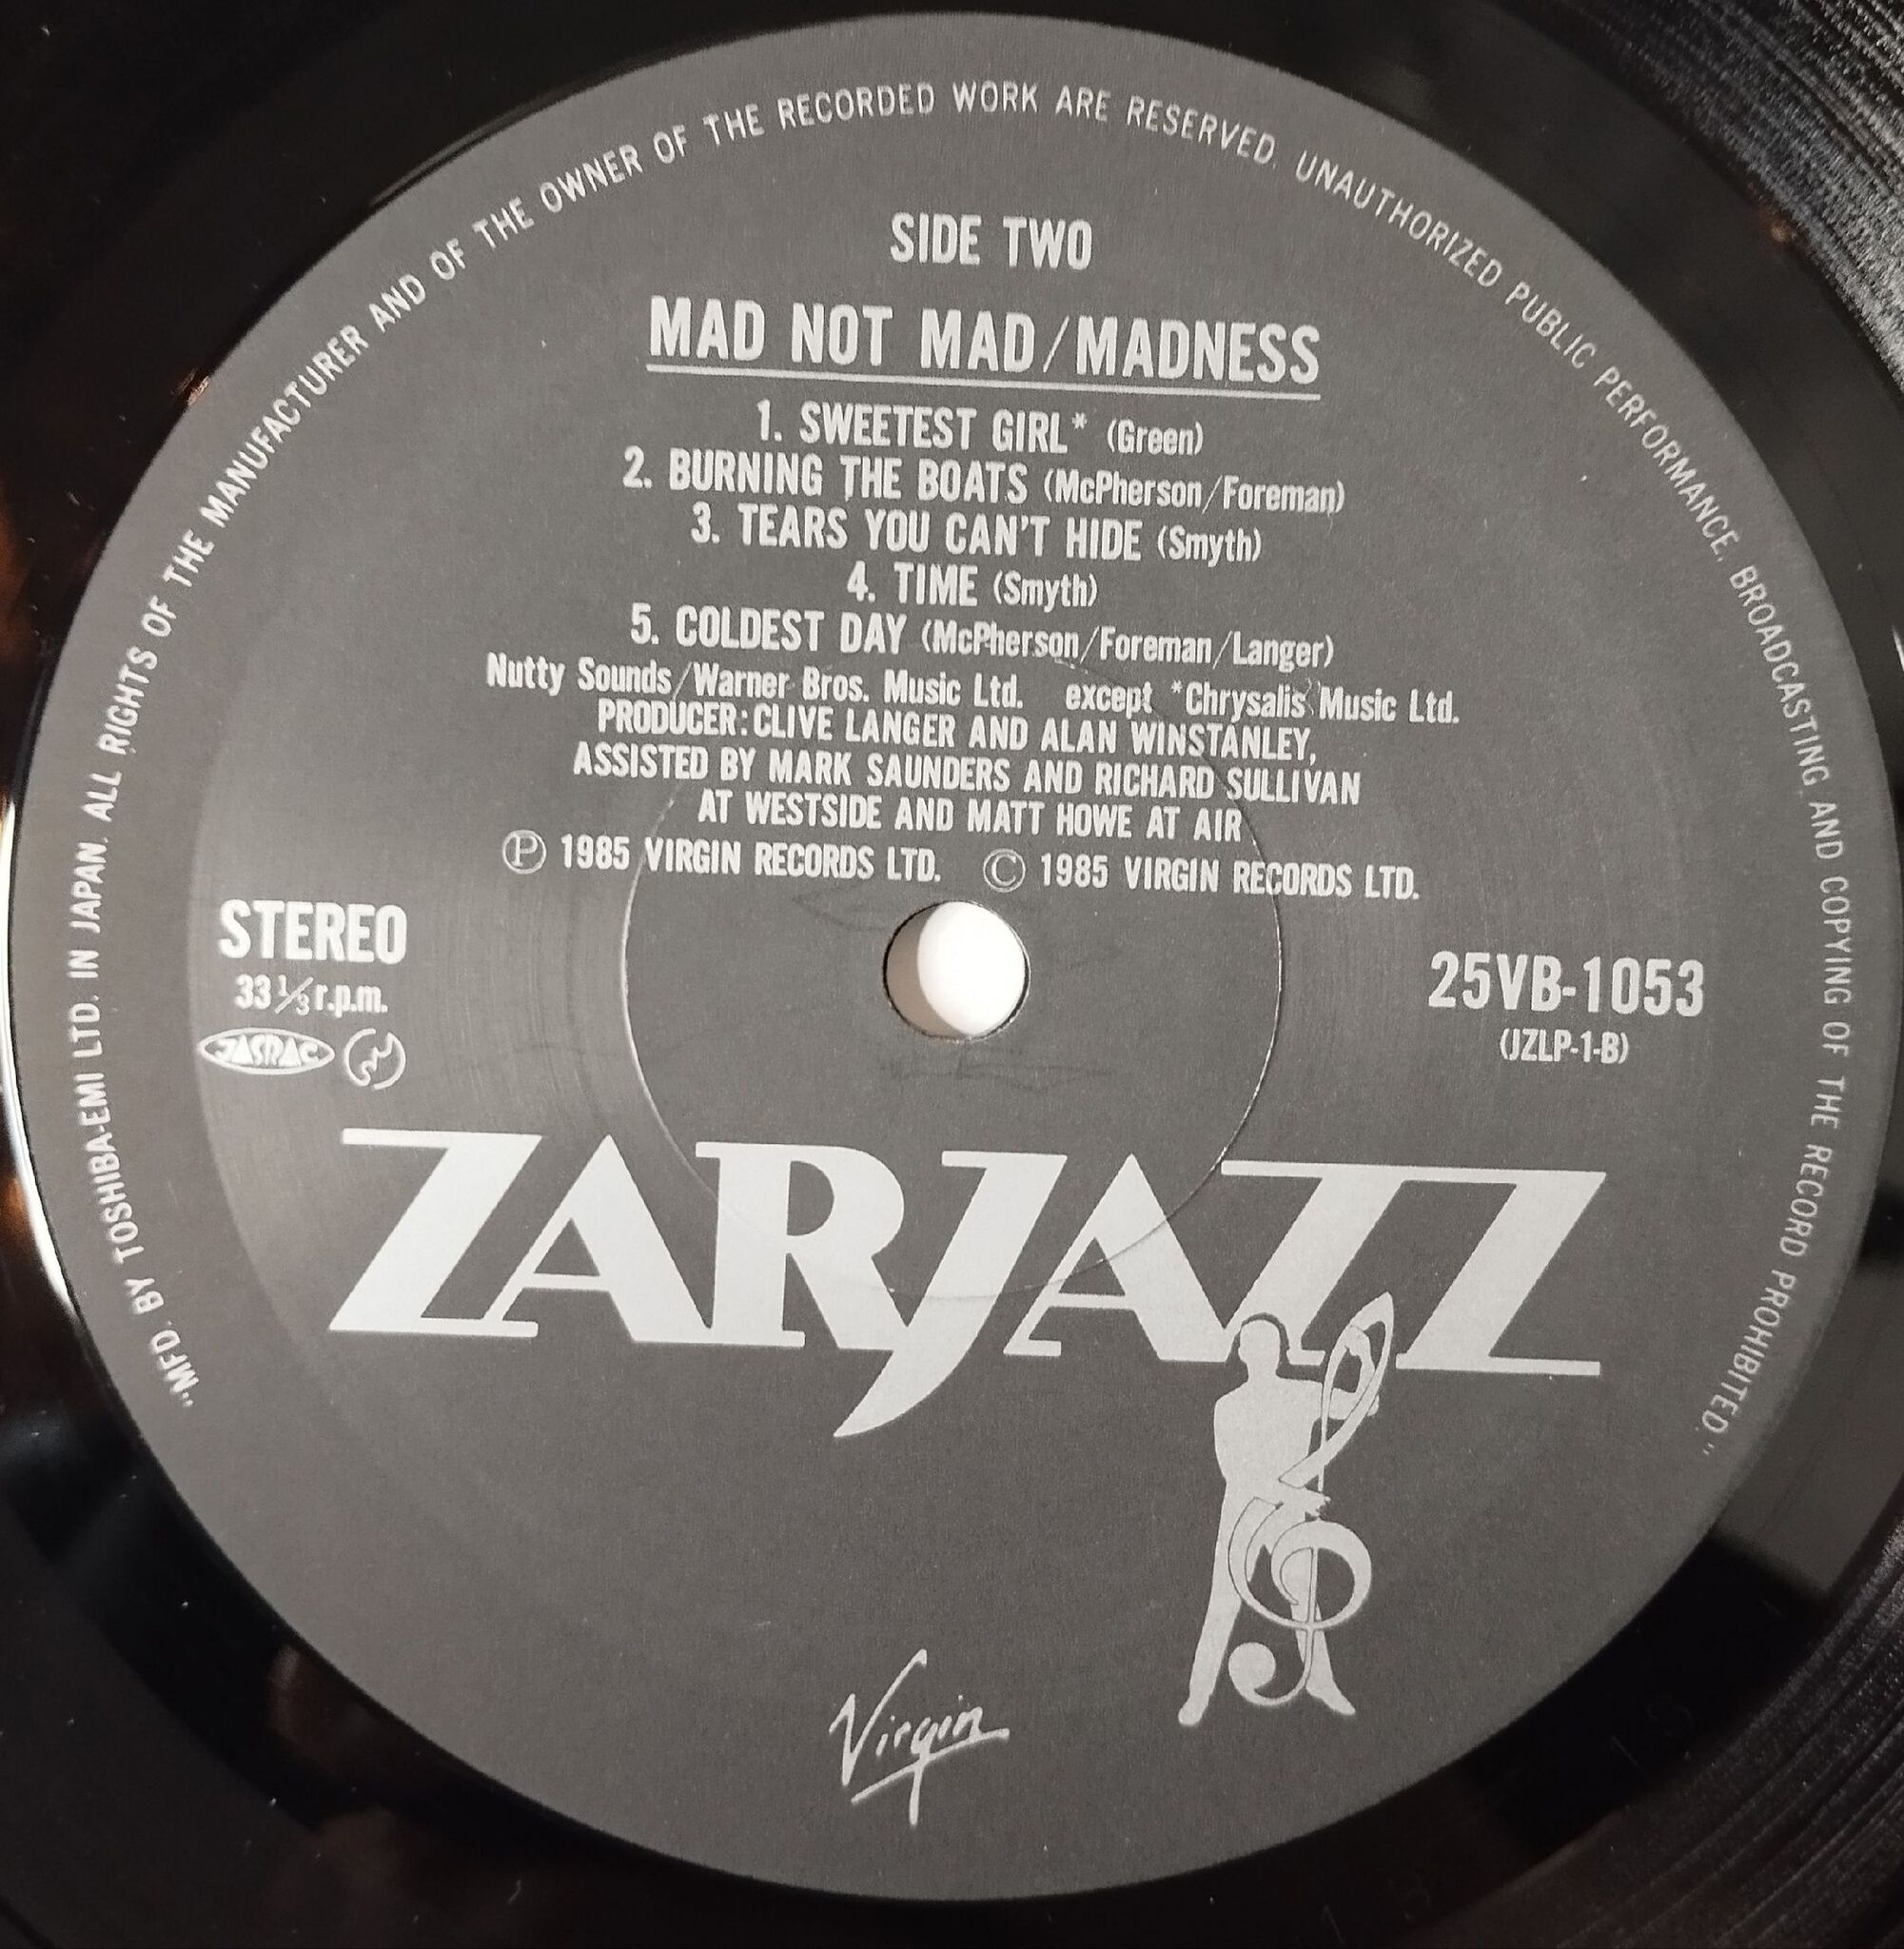 "MFD. BY TOSHIBA-EMI LTD. IN JAPAN. ALL RIGHTS OF THE MANUFACTURER AND OF THE OWNER OF THE RECORDED WORK ARE RESERVED. UNAUTHORIZED PUBLIC PERFORMANCE, BROADCASTING AND COPYING OF THE RECORD PROHIBITED."
SIDE TWO
MAD NOT MAD/MADNESS
1. SWEETEST GIRL* (Green)
2. BURNING THE BOATS (McPherson/Foreman)
3. TEARS YOU CAN'T HIDE (Smyth)
4. TIME (Smyth)
5. COLDEST DAY (McPherson/Foreman/Langer)
Nutty Sounds/Warner Bros. Music Ltd. except *Chrysalis Music Ltd.
PRODUCER: CLIVE LANGER AND ALAN WINSTANLEY,
ASSISTED BY MARK SAUNDERS AND RICHARD SULLIVAN
AT WESTSIDE AND MATT HOWE AT AIR
Ⓟ 1985 VIRGIN RECORDS LTD. © 1985 VIRGIN RECORDS LTD.
STEREO
33 1/3 r.p.m.
JASRAC
25VB-1053
(JZLP-1-B)
ZARJAZZ
Virgin